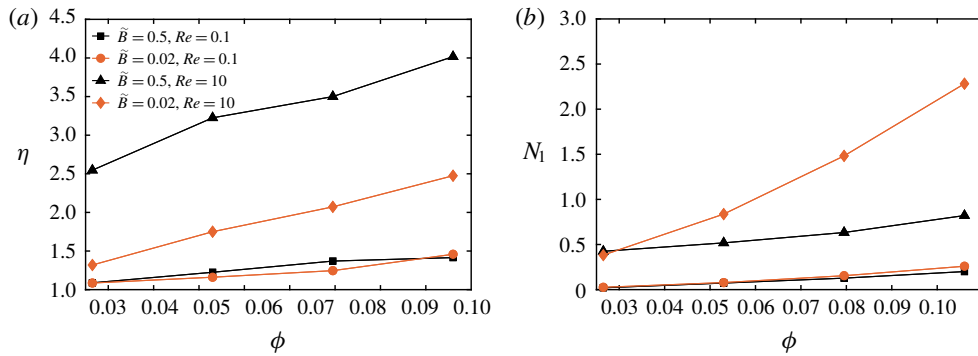 (a)
4.5
4.0
3.5
3.0
2.5
2.0
1.5
1.0
η
B̃ = 0.5, Re = 0.1
B̃ = 0.02, Re = 0.1
B̃ = 0.5, Re = 10
B̃ = 0.02, Re = 10
0.03 0.04 0.05 0.06 0.07 0.08 0.09 0.10
ϕ
(b)
3.0
2.5
2.0
1.5
1.0
0.5
0
N1
0.03 0.04 0.05 0.06 0.07 0.08 0.09 0.10
ϕ